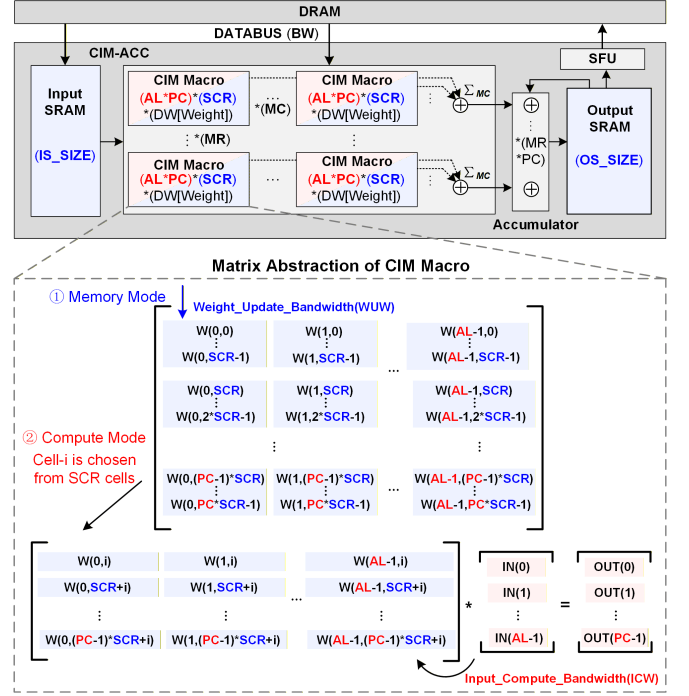 DRAM
DATABUS (BW)
CIM-ACC
SFU
Input
SRAM
(IS_SIZE)
CIM Macro
(AL*PC)*(SCR)
*(DW[Weight])
...
*(MC)
CIM Macro
(AL*PC)*(SCR)
*(DW[Weight])
∑ MC
⋮ *(MR)
⋮
CIM Macro
(AL*PC)*(SCR)
*(DW[Weight])
...
CIM Macro
(AL*PC)*(SCR)
*(DW[Weight])
∑ MC
⋮
*(MR
*PC)
Accumulator
Output
SRAM
(OS_SIZE)
Matrix Abstraction of CIM Macro
① Memory Mode
Weight_Update_Bandwidth(WUW)
W(0,0) W(1,0) W(AL-1,0)
⋮ ⋮ ... ⋮
W(0,SCR-1) W(1,SCR-1) W(AL-1,SCR-1)
W(0,SCR) W(1,SCR) W(AL-1,SCR)
⋮ ⋮ ⋮
W(0,2*SCR-1) W(1,2*SCR-1) W(AL-1,2*SCR-1)
⋮ ⋮
W(0,(PC-1)*SCR) W(1,(PC-1)*SCR) W(AL-1,(PC-1)*SCR)
⋮ ⋮ ... ⋮
W(0,PC*SCR-1) W(1,PC*SCR-1) W(AL-1,PC*SCR-1)
② Compute Mode
Cell-i is chosen
from SCR cells
W(0,i) W(1,i) W(AL-1,i) IN(0) OUT(0)
W(0,SCR+i) W(1,SCR+i) ... W(AL-1,SCR+i) * IN(1) = OUT(1)
⋮ ⋮ ⋮ ⋮ ⋮
W(0,(PC-1)*SCR+i) W(1,(PC-1)*SCR+i) W(AL-1,(PC-1)*SCR+i) IN(AL-1) OUT(PC-1)
Input_Compute_Bandwidth(ICW)